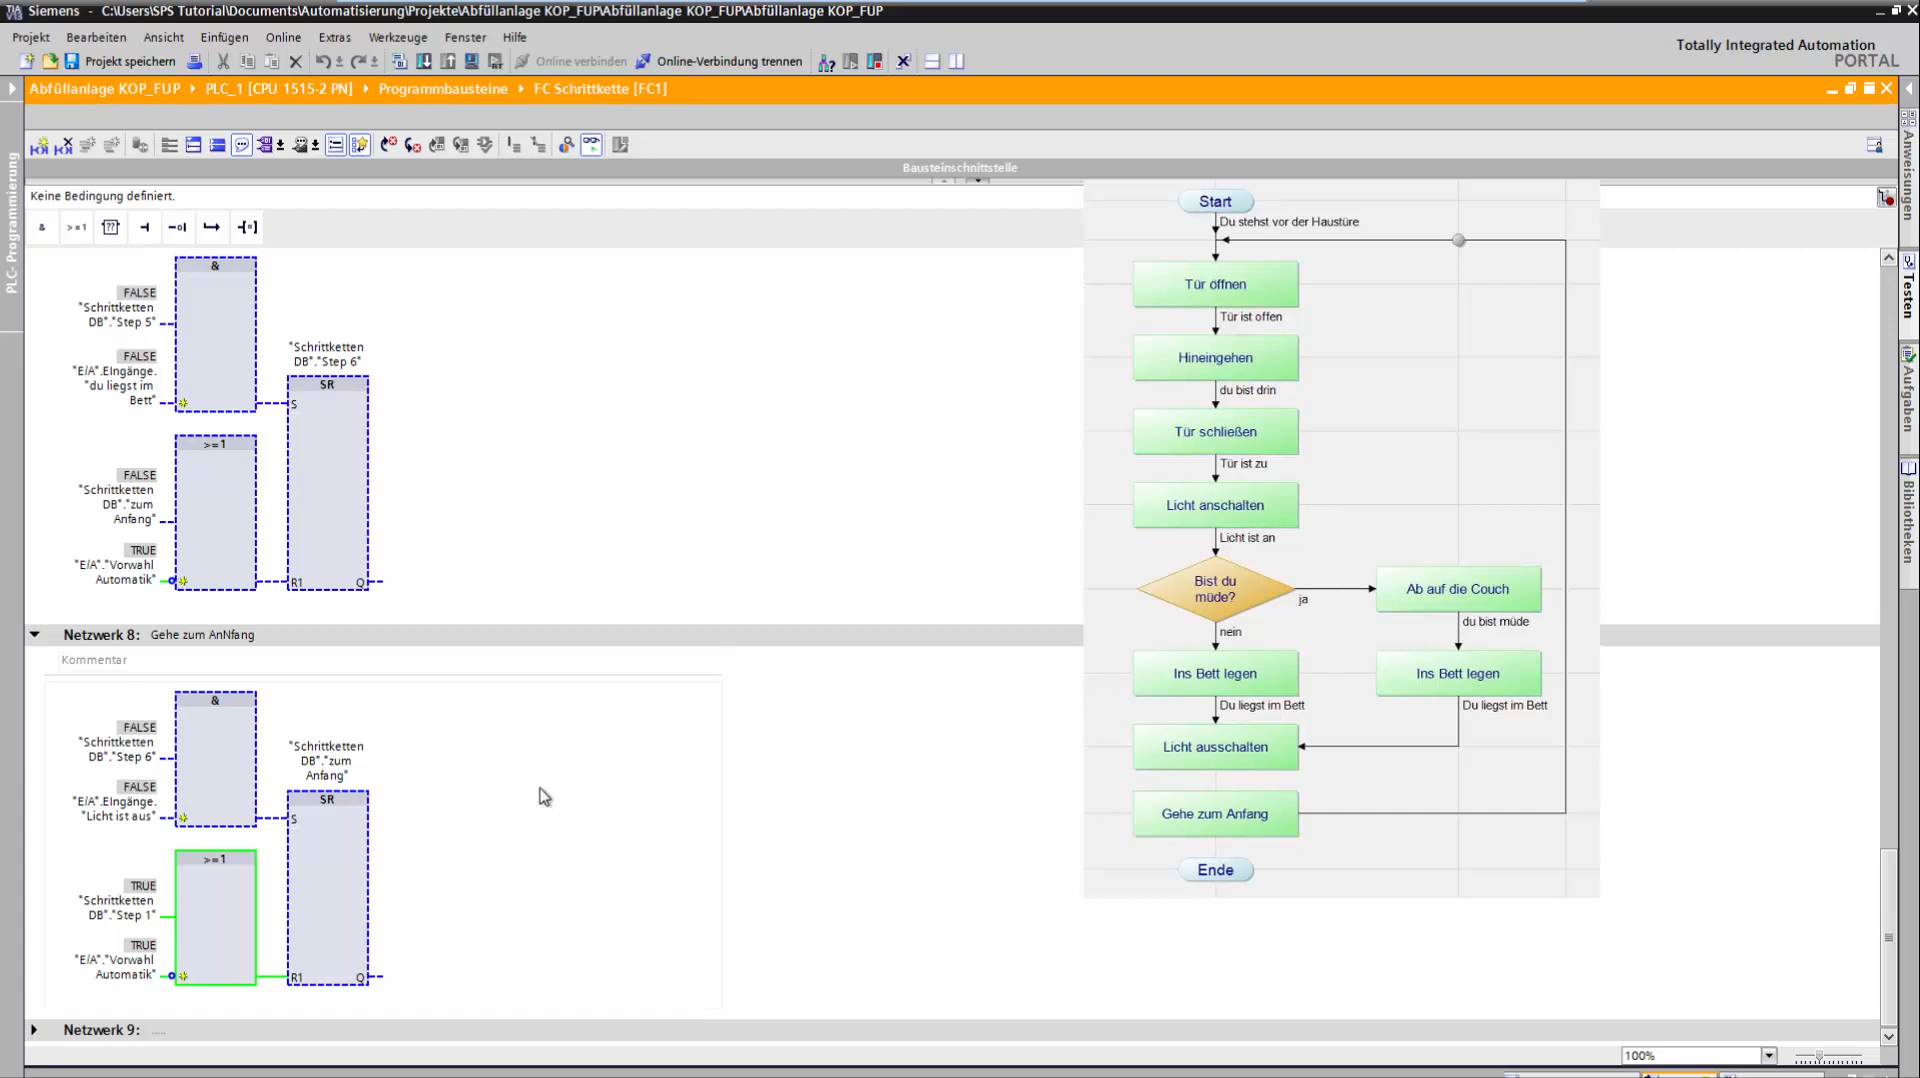 Siemens - C:\Users\SPS Tutorial\Documents\Automatisierung\Projekte\Abfüllanlage KOP_FUP\Abfüllanlage KOP_FUP\Abfüllanlage KOP_FUP
Projekt Bearbeiten Ansicht Einfügen Online Extras Werkzeuge Fenster Hilfe
Totally Integrated Automation
PORTAL
Projekt speichern
Online verbinden
Online-Verbindung trennen
Abfüllanlage KOP_FUP PLC_1 [CPU 1515-2 PN] Programmbausteine FC Schrittkette [FC1]
Bausteinschnittstelle
Keine Bedingung definiert.
& >=1 ??
&
FALSE
"Schrittketten
DB"."Step 5"
FALSE
"E/A".EIngänge.
"du liegst im
Bett"
"Schrittketten
DB"."Step 6"
SR
S
>=1
FALSE
"Schrittketten
DB"."zum
Anfang"
TRUE
"E/A"."Vorwahl
Automatik"
R1 Q
Netzwerk 8: Gehe zum AnNfang
Kommentar
&
FALSE
"Schrittketten
DB"."Step 6"
FALSE
"E/A".EIngänge.
"Licht ist aus"
"Schrittketten
DB"."zum
Anfang"
SR
S
>=1
TRUE
"Schrittketten
DB"."Step 1"
TRUE
"E/A"."Vorwahl
Automatik"
R1 Q
Netzwerk 9: .....
100%
Start
Du stehst vor der Haustüre
Tür öffnen
Tür ist offen
Hineingehen
du bist drin
Tür schließen
Tür ist zu
Licht anschalten
Licht ist an
Bist du
müde?
ja
nein
Ab auf die Couch
du bist müde
Ins Bett legen
Ins Bett legen
Du liegst im Bett
Du liegst im Bett
Licht ausschalten
Gehe zum Anfang
Ende
PLC- Programmierung
Anweisungen
Testen
Aufgaben
Bibliotheken